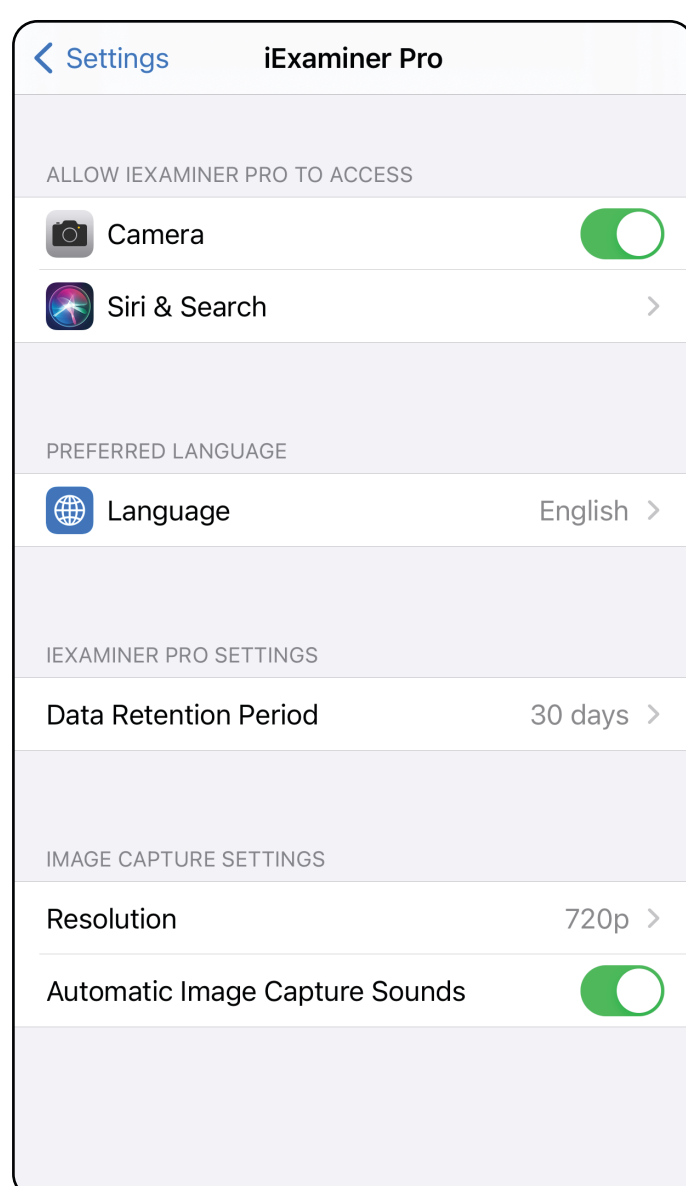 Settings iExaminer Pro
ALLOW IEXAMINER PRO TO ACCESS
Camera
Siri & Search
PREFERRED LANGUAGE
Language English
IEXAMINER PRO SETTINGS
Data Retention Period 30 days
IMAGE CAPTURE SETTINGS
Resolution 720p
Automatic Image Capture Sounds